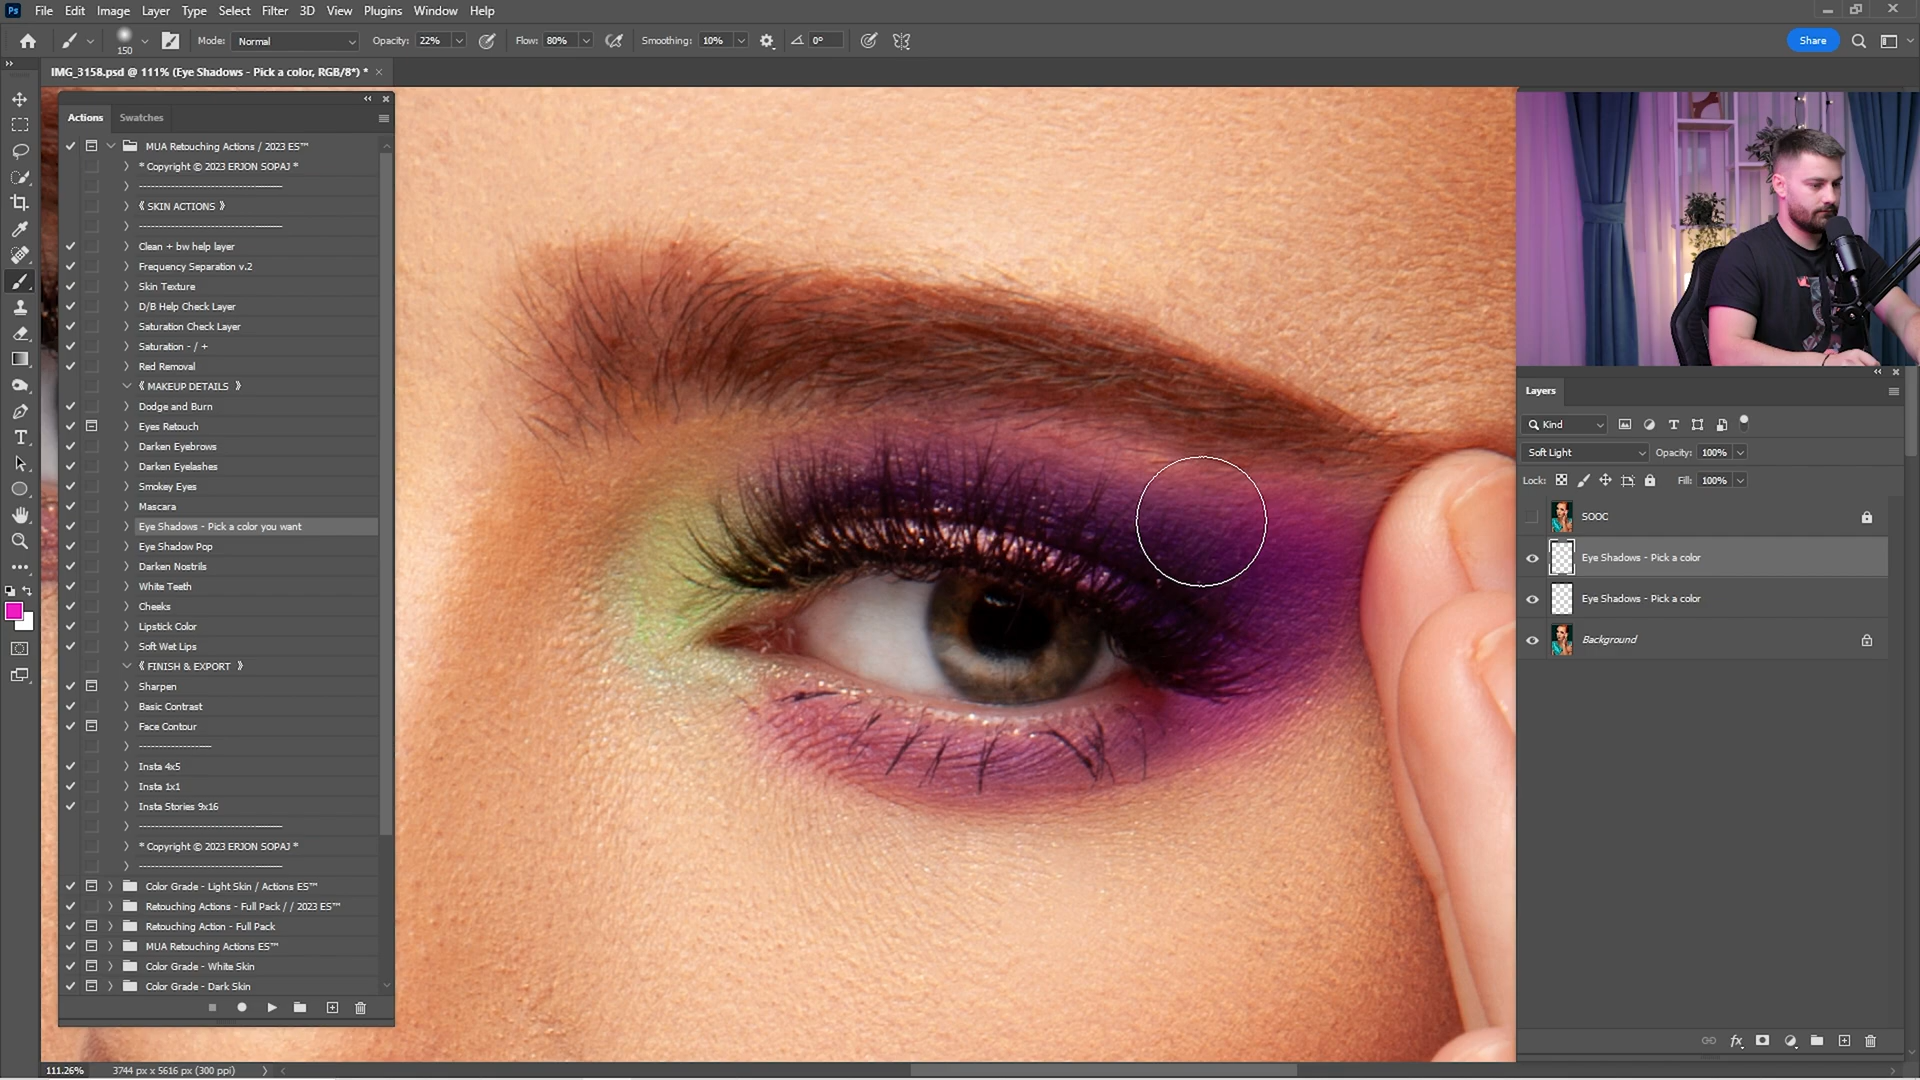 Ps File Edit Image Layer Type Select Filter 3D View Plugins Window Help
150 Mode: Normal Opacity: 22% Flow: 80% Smoothing: 10% 0° Share
IMG_3158.psd @ 111% (Eye Shadows - Pick a color, RGB/8*) *
Actions Swatches
MUA Retouching Actions / 2023 ES™
* Copyright © 2023 ERJON SOPAJ *
----------------------------------------
《 SKIN ACTIONS 》
----------------------------------------
Clean + bw help layer
Frequency Separation v.2
Skin Texture
D/B Help Check Layer
Saturation Check Layer
Saturation - / +
Red Removal
《 MAKEUP DETAILS 》
Dodge and Burn
Eyes Retouch
Darken Eyebrows
Darken Eyelashes
Smokey Eyes
Mascara
Eye Shadows - Pick a color you want
Eye Shadow Pop
Darken Nostrils
White Teeth
Cheeks
Lipstick Color
Soft Wet Lips
《 FINISH & EXPORT 》
Sharpen
Basic Contrast
Face Contour
--------------------
Insta 4x5
Insta 1x1
Insta Stories 9x16
----------------------------------------
* Copyright © 2023 ERJON SOPAJ *
----------------------------------------
Color Grade - Light Skin / Actions ES™
Retouching Actions - Full Pack / / 2023 ES™
Retouching Action - Full Pack
MUA Retouching Actions ES™
Color Grade - White Skin
Color Grade - Dark Skin
Layers
Kind
Soft Light Opacity: 100%
Lock: Fill: 100%
SOOC
Eye Shadows - Pick a color
Eye Shadows - Pick a color
Background
fx
111.26% 3744 px x 5616 px (300 ppi)